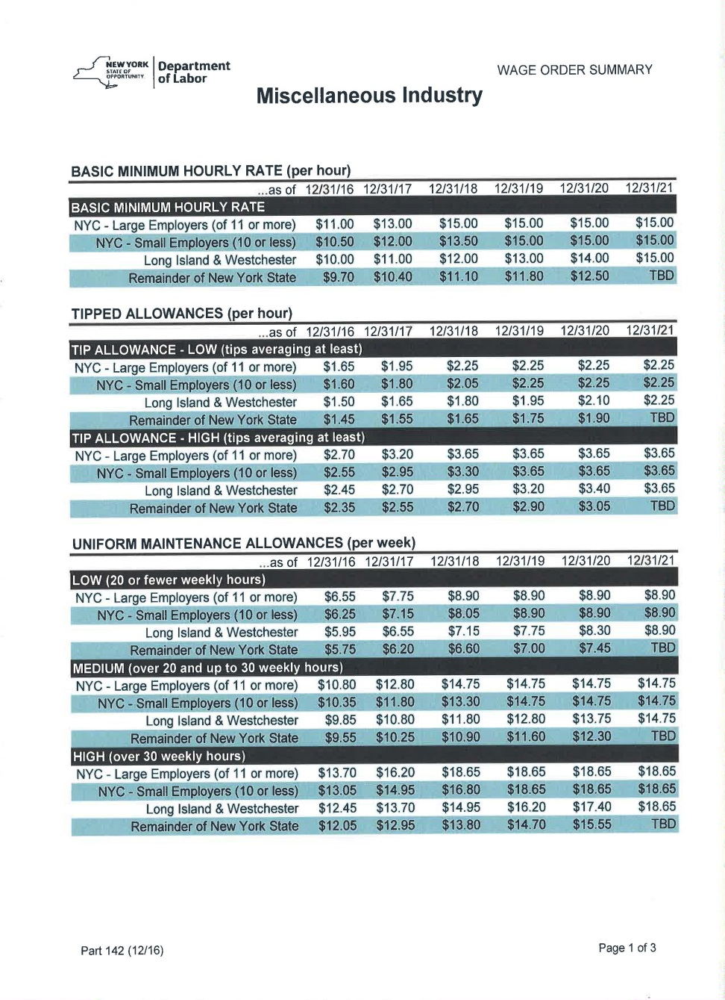 NEW YORK
STATE OF
OPPORTUNITY.
Department
of Labor
WAGE ORDER SUMMARY
Miscellaneous Industry
BASIC MINIMUM HOURLY RATE (per hour)
...as of 12/31/16 12/31/17 12/31/18 12/31/19 12/31/20 12/31/21
BASIC MINIMUM HOURLY RATE
NYC - Large Employers (of 11 or more) $11.00 $13.00 $15.00 $15.00 $15.00 $15.00
NYC - Small Employers (10 or less) $10.50 $12.00 $13.50 $15.00 $15.00 $15.00
Long Island & Westchester $10.00 $11.00 $12.00 $13.00 $14.00 $15.00
Remainder of New York State $9.70 $10.40 $11.10 $11.80 $12.50 TBD
TIPPED ALLOWANCES (per hour)
...as of 12/31/16 12/31/17 12/31/18 12/31/19 12/31/20 12/31/21
TIP ALLOWANCE - LOW (tips averaging at least)
NYC - Large Employers (of 11 or more) $1.65 $1.95 $2.25 $2.25 $2.25 $2.25
NYC - Small Employers (10 or less) $1.60 $1.80 $2.05 $2.25 $2.25 $2.25
Long Island & Westchester $1.50 $1.65 $1.80 $1.95 $2.10 $2.25
Remainder of New York State $1.45 $1.55 $1.65 $1.75 $1.90 TBD
TIP ALLOWANCE - HIGH (tips averaging at least)
NYC - Large Employers (of 11 or more) $2.70 $3.20 $3.65 $3.65 $3.65 $3.65
NYC - Small Employers (10 or less) $2.55 $2.95 $3.30 $3.65 $3.65 $3.65
Long Island & Westchester $2.45 $2.70 $2.95 $3.20 $3.40 $3.65
Remainder of New York State $2.35 $2.55 $2.70 $2.90 $3.05 TBD
UNIFORM MAINTENANCE ALLOWANCES (per week)
...as of 12/31/16 12/31/17 12/31/18 12/31/19 12/31/20 12/31/21
LOW (20 or fewer weekly hours)
NYC - Large Employers (of 11 or more) $6.55 $7.75 $8.90 $8.90 $8.90 $8.90
NYC - Small Employers (10 or less) $6.25 $7.15 $8.05 $8.90 $8.90 $8.90
Long Island & Westchester $5.95 $6.55 $7.15 $7.75 $8.30 $8.90
Remainder of New York State $5.75 $6.20 $6.60 $7.00 $7.45 TBD
MEDIUM (over 20 and up to 30 weekly hours)
NYC - Large Employers (of 11 or more) $10.80 $12.80 $14.75 $14.75 $14.75 $14.75
NYC - Small Employers (10 or less) $10.35 $11.80 $13.30 $14.75 $14.75 $14.75
Long Island & Westchester $9.85 $10.80 $11.80 $12.80 $13.75 $14.75
Remainder of New York State $9.55 $10.25 $10.90 $11.60 $12.30 TBD
HIGH (over 30 weekly hours)
NYC - Large Employers (of 11 or more) $13.70 $16.20 $18.65 $18.65 $18.65 $18.65
NYC - Small Employers (10 or less) $13.05 $14.95 $16.80 $18.65 $18.65 $18.65
Long Island & Westchester $12.45 $13.70 $14.95 $16.20 $17.40 $18.65
Remainder of New York State $12.05 $12.95 $13.80 $14.70 $15.55 TBD
Part 142 (12/16)
Page 1 of 3